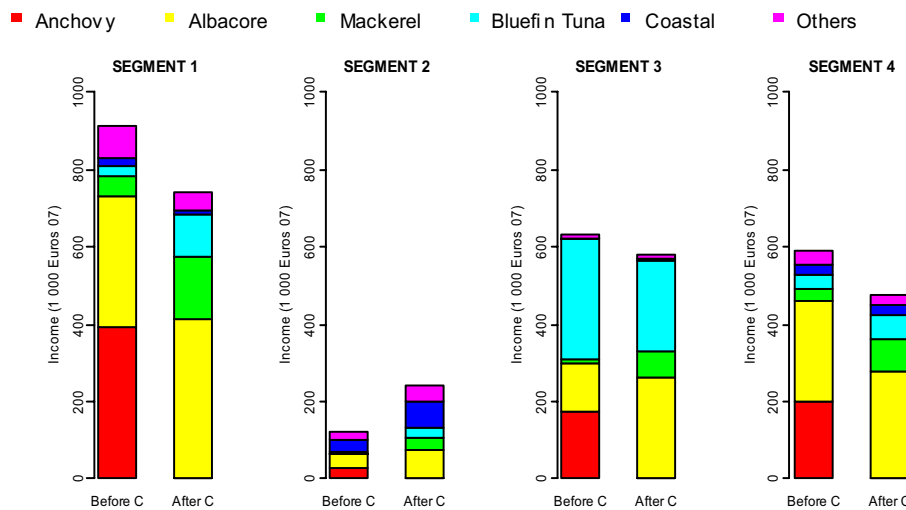 Anchovy Albacore Mackerel Bluefin Tuna Coastal Others
SEGMENT 1 SEGMENT 2 SEGMENT 3 SEGMENT 4
Income (1 000 Euros 07)
0 200 400 600 800 1000
Before C After C
Income (1 000 Euros 07)
0 200 400 600 800 1000
Before C After C
Income (1 000 Euros 07)
0 200 400 600 800 1000
Before C After C
Income (1 000 Euros 07)
0 200 400 600 800 1000
Before C After C